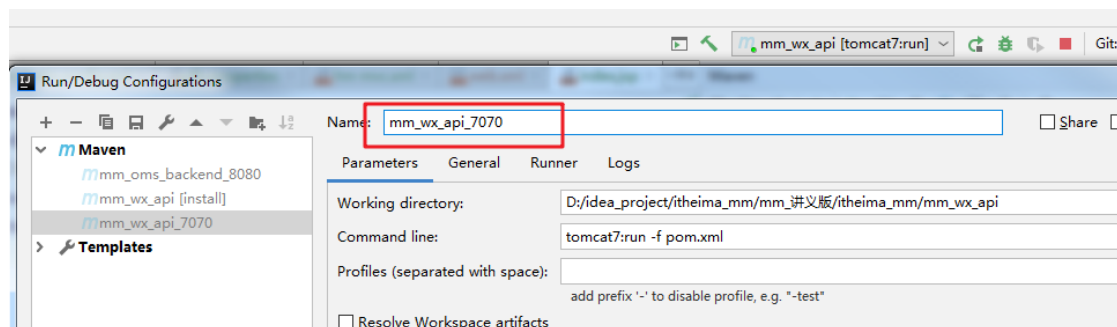 mm_wx_api [tomcat7:run]
Git:
Run/Debug Configurations
Name: mm_wx_api_7070
Share
Maven
mm_oms_backend_8080
mm_wx_api [install]
mm_wx_api_7070
Templates
Parameters General Runner Logs
Working directory: D:/idea_project/itheima_mm/mm_讲义版/itheima_mm/mm_wx_api
Command line: tomcat7:run -f pom.xml
Profiles (separated with space):
add prefix '-' to disable profile, e.g. "-test"
Resolve Workspace artifacts